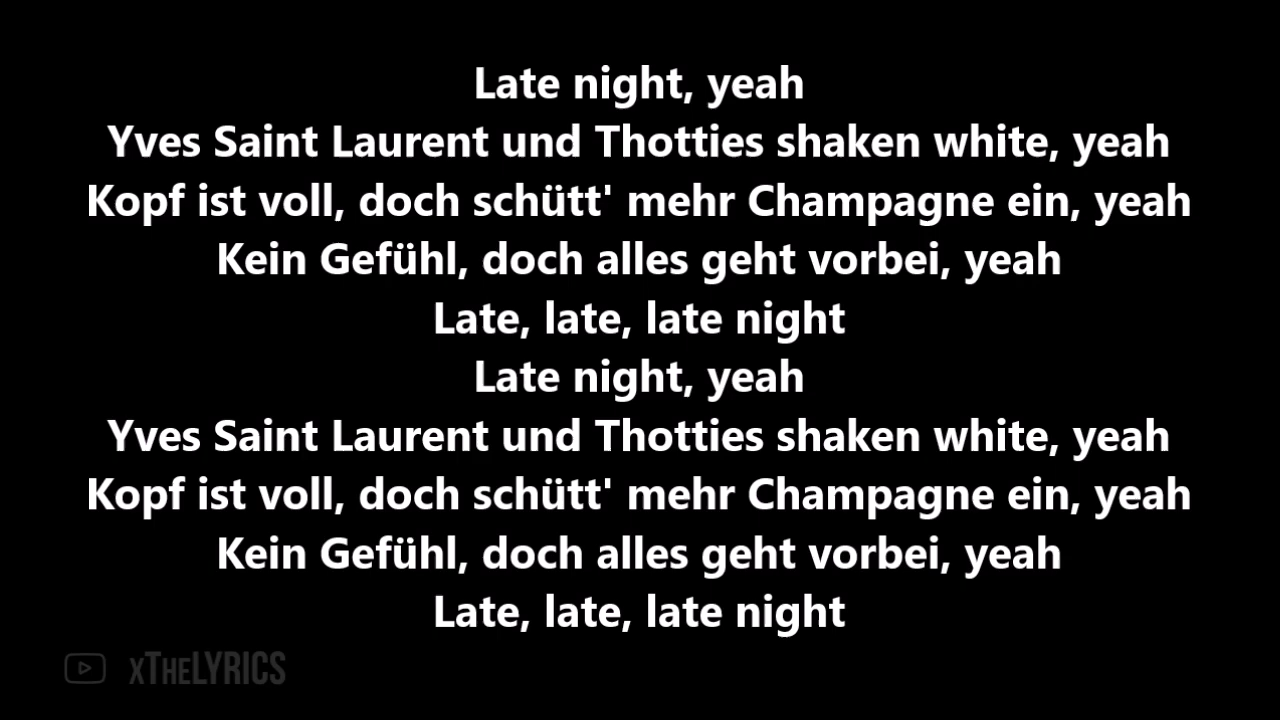 Late night, yeah
Yves Saint Laurent und Thotties shaken white, yeah
Kopf ist voll, doch schütt' mehr Champagne ein, yeah
Kein Gefühl, doch alles geht vorbei, yeah
Late, late, late night
Late night, yeah
Yves Saint Laurent und Thotties shaken white, yeah
Kopf ist voll, doch schütt' mehr Champagne ein, yeah
Kein Gefühl, doch alles geht vorbei, yeah
Late, late, late night
xTheLYRICS